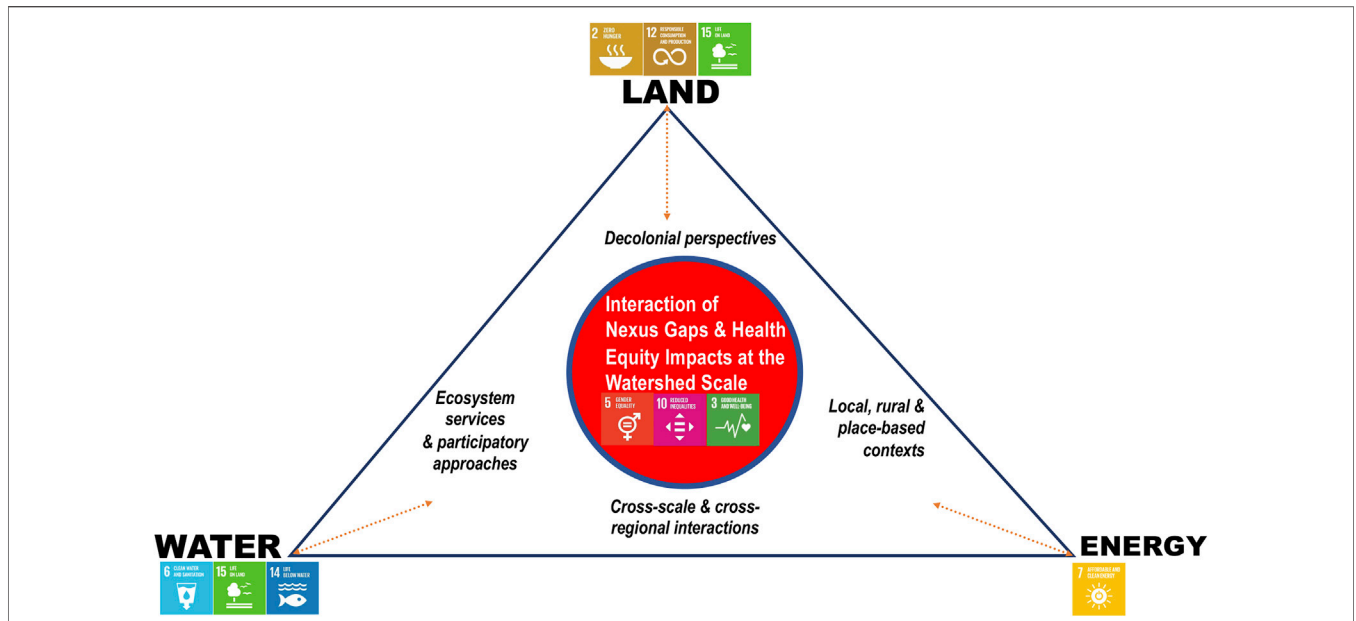 2 ZERO
HUNGER
12 RESPONSIBLE
CONSUMPTION
AND PRODUCTION
15 LIFE
ON LAND
LAND
Decolonial perspectives
Interaction of
Nexus Gaps & Health
Equity Impacts at the
Watershed Scale
5 GENDER
EQUALITY
10 REDUCED
INEQUALITIES
3 GOOD HEALTH
AND WELL-BEING
Ecosystem
services
& participatory
approaches
Local, rural &
place-based
contexts
Cross-scale & cross-
regional interactions
WATER
6 CLEAN WATER
AND SANITATION
15 LIFE
ON LAND
14 LIFE
BELOW WATER
ENERGY
7 AFFORDABLE AND
CLEAN ENERGY